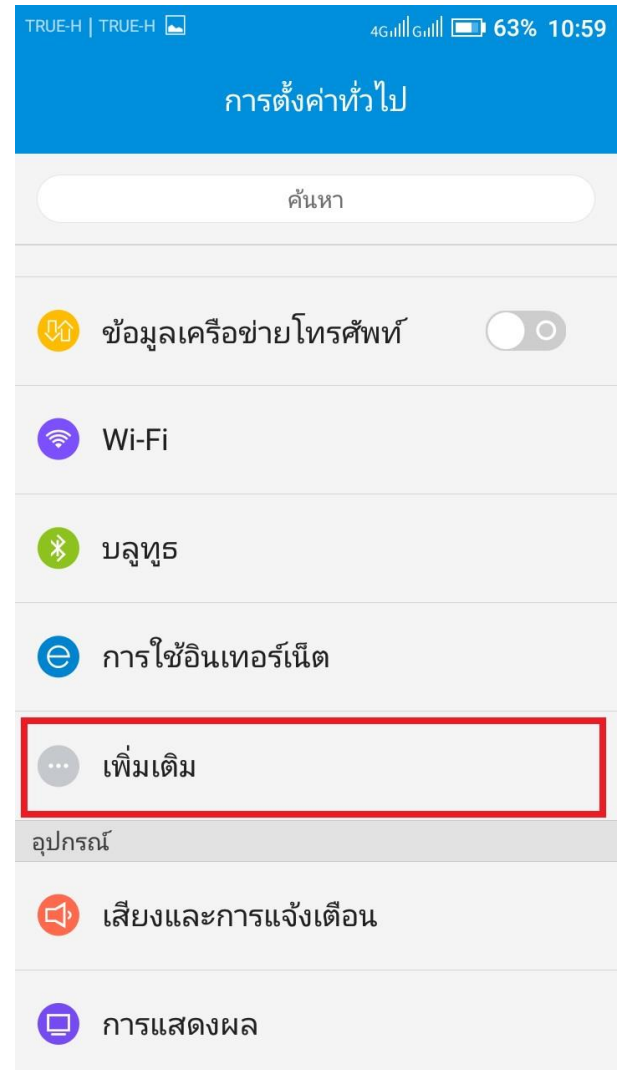 TRUE-H | TRUE-H 4G G 63% 10:59
การตั้งค่าทั่วไป
ค้นหา
ข้อมูลเครือข่ายโทรศัพท์
Wi-Fi
บลูทูธ
การใช้อินเทอร์เน็ต
เพิ่มเติม
อุปกรณ์
เสียงและการแจ้งเตือน
การแสดงผล